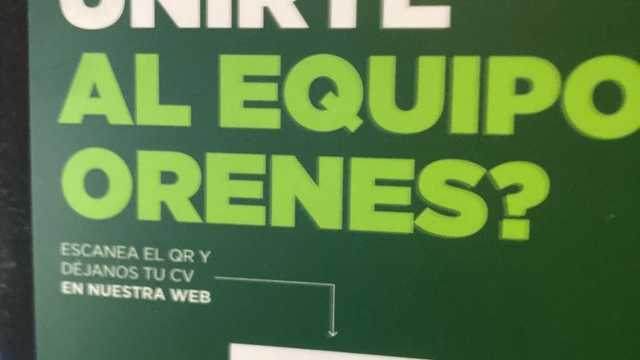 UNIRTE
AL EQUIPO
ORENES?
ESCANEA EL QR Y
DÉJANOS TU CV
EN NUESTRA WEB